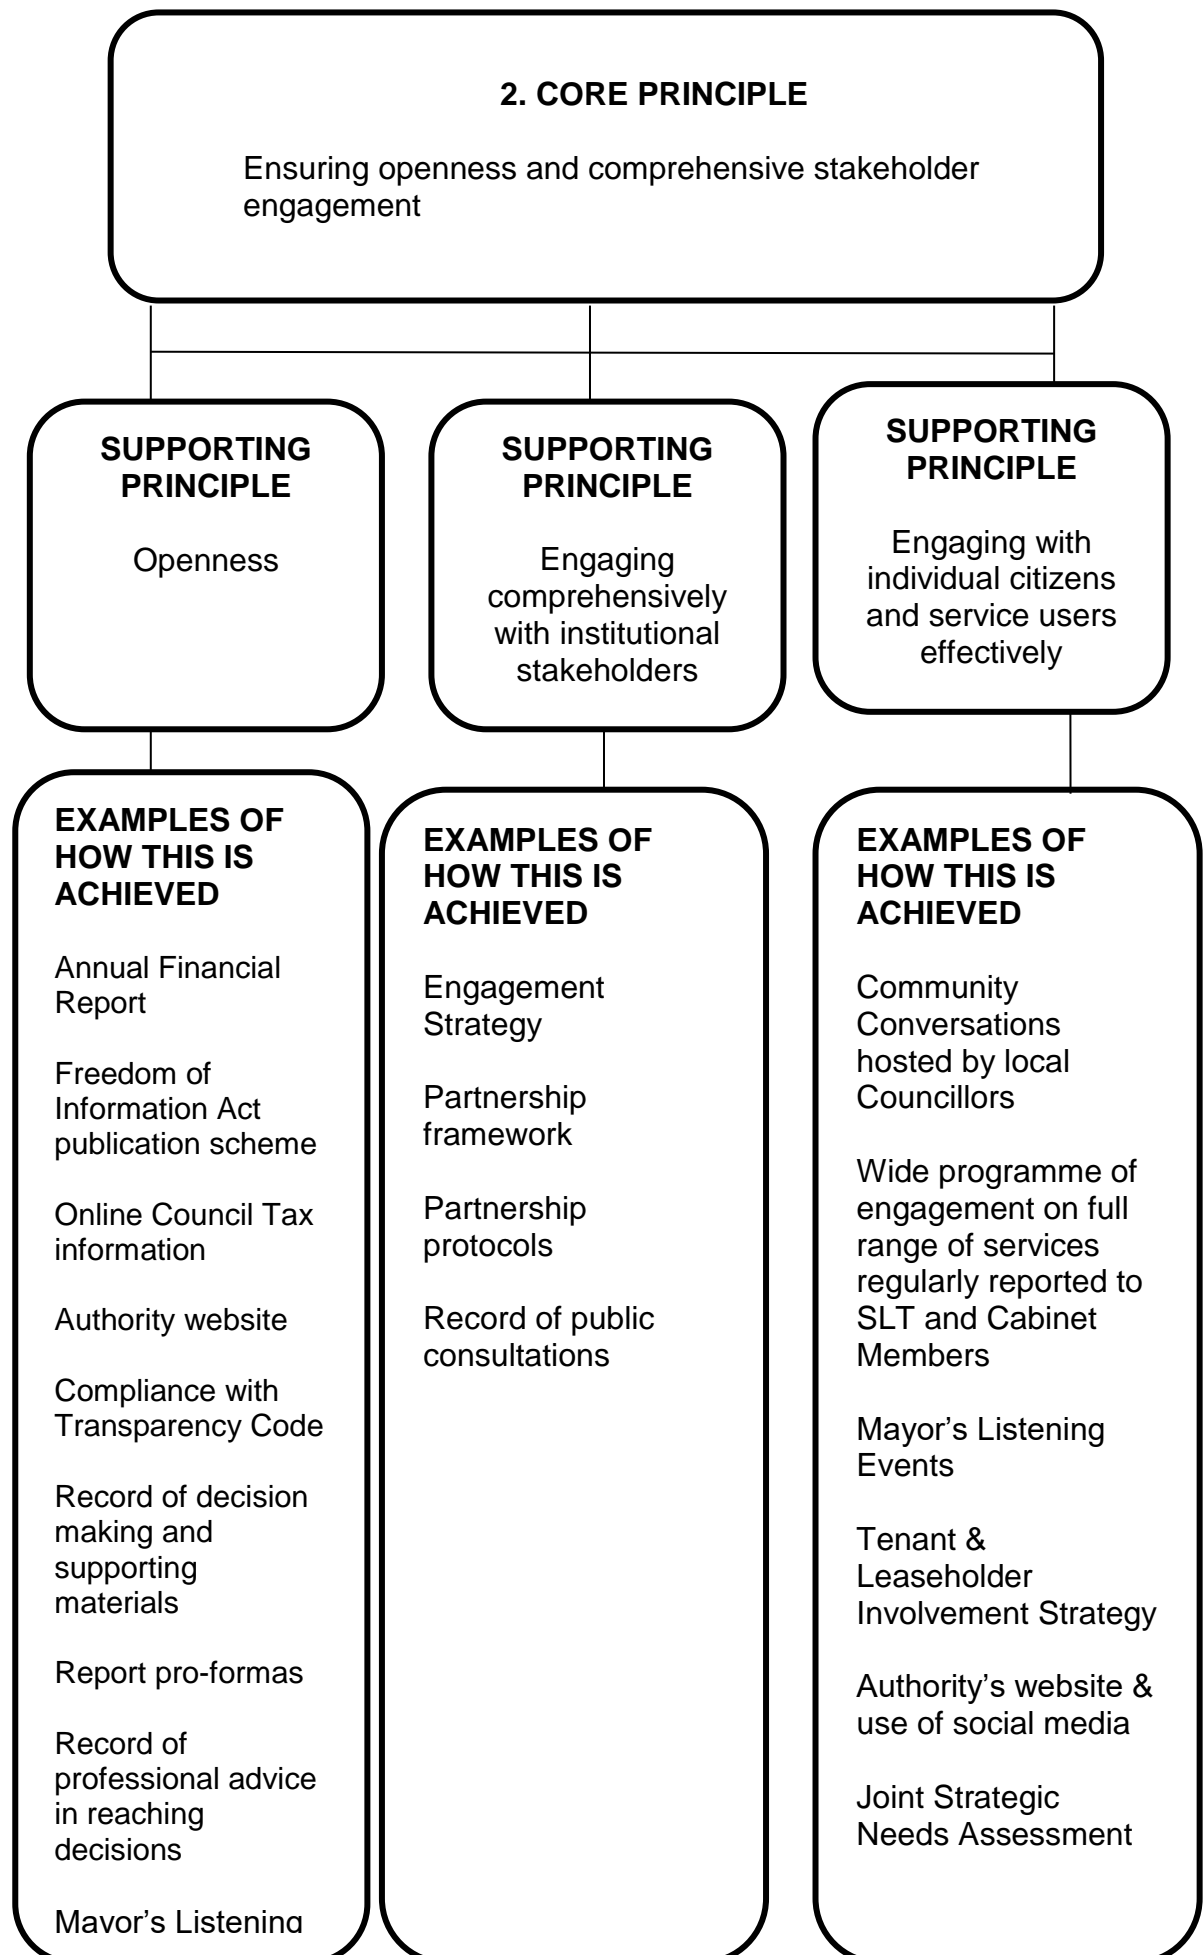 2. CORE PRINCIPLE
Ensuring openness and comprehensive stakeholder
engagement
SUPPORTING
PRINCIPLE
Openness
SUPPORTING
PRINCIPLE
Engaging
comprehensively
with institutional
stakeholders
SUPPORTING
PRINCIPLE
Engaging with
individual citizens
and service users
effectively
EXAMPLES OF
HOW THIS IS
ACHIEVED
Annual Financial
Report
Freedom of
Information Act
publication scheme
Online Council Tax
information
Authority website
Compliance with
Transparency Code
Record of decision
making and
supporting
materials
Report pro-formas
Record of
professional advice
in reaching
decisions
Mayor's Listening
EXAMPLES OF
HOW THIS IS
ACHIEVED
Engagement
Strategy
Partnership
framework
Partnership
protocols
Record of public
consultations
EXAMPLES OF
HOW THIS IS
ACHIEVED
Community
Conversations
hosted by local
Councillors
Wide programme of
engagement on full
range of services
regularly reported to
SLT and Cabinet
Members
Mayor's Listening
Events
Tenant &
Leaseholder
Involvement Strategy
Authority's website &
use of social media
Joint Strategic
Needs Assessment